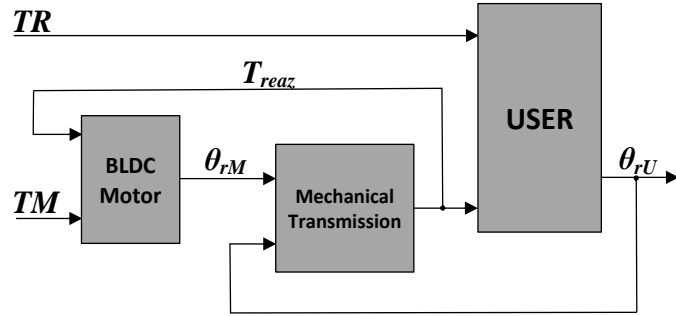 TR
T_reaz
USER
BLDC
Motor
θ_rM
Mechanical
Transmission
θ_rU
TM